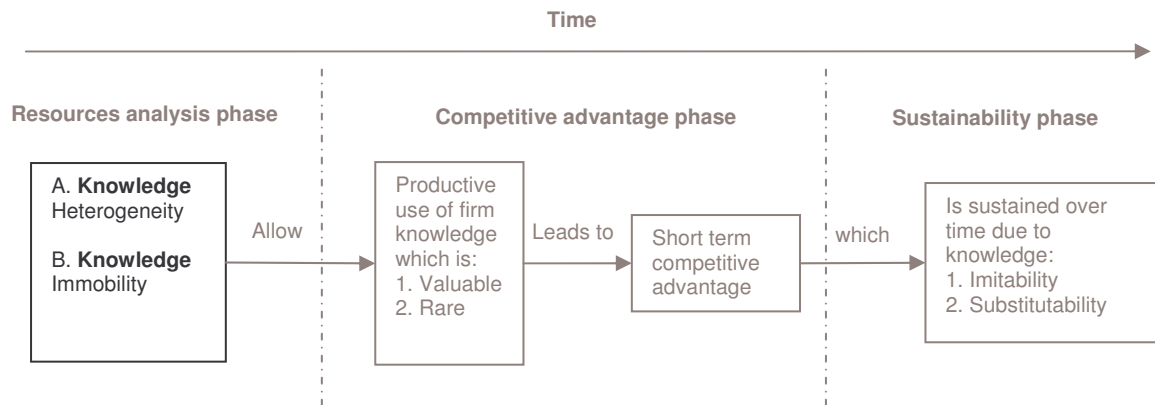 Time
Resources analysis phase
Competitive advantage phase
Sustainability phase
A. Knowledge
Heterogeneity
B. Knowledge
Immobility
Allow
Productive
use of firm
knowledge
which is:
1. Valuable
2. Rare
Leads to
Short term
competitive
advantage
which
Is sustained over
time due to
knowledge:
1. Imitability
2. Substitutability